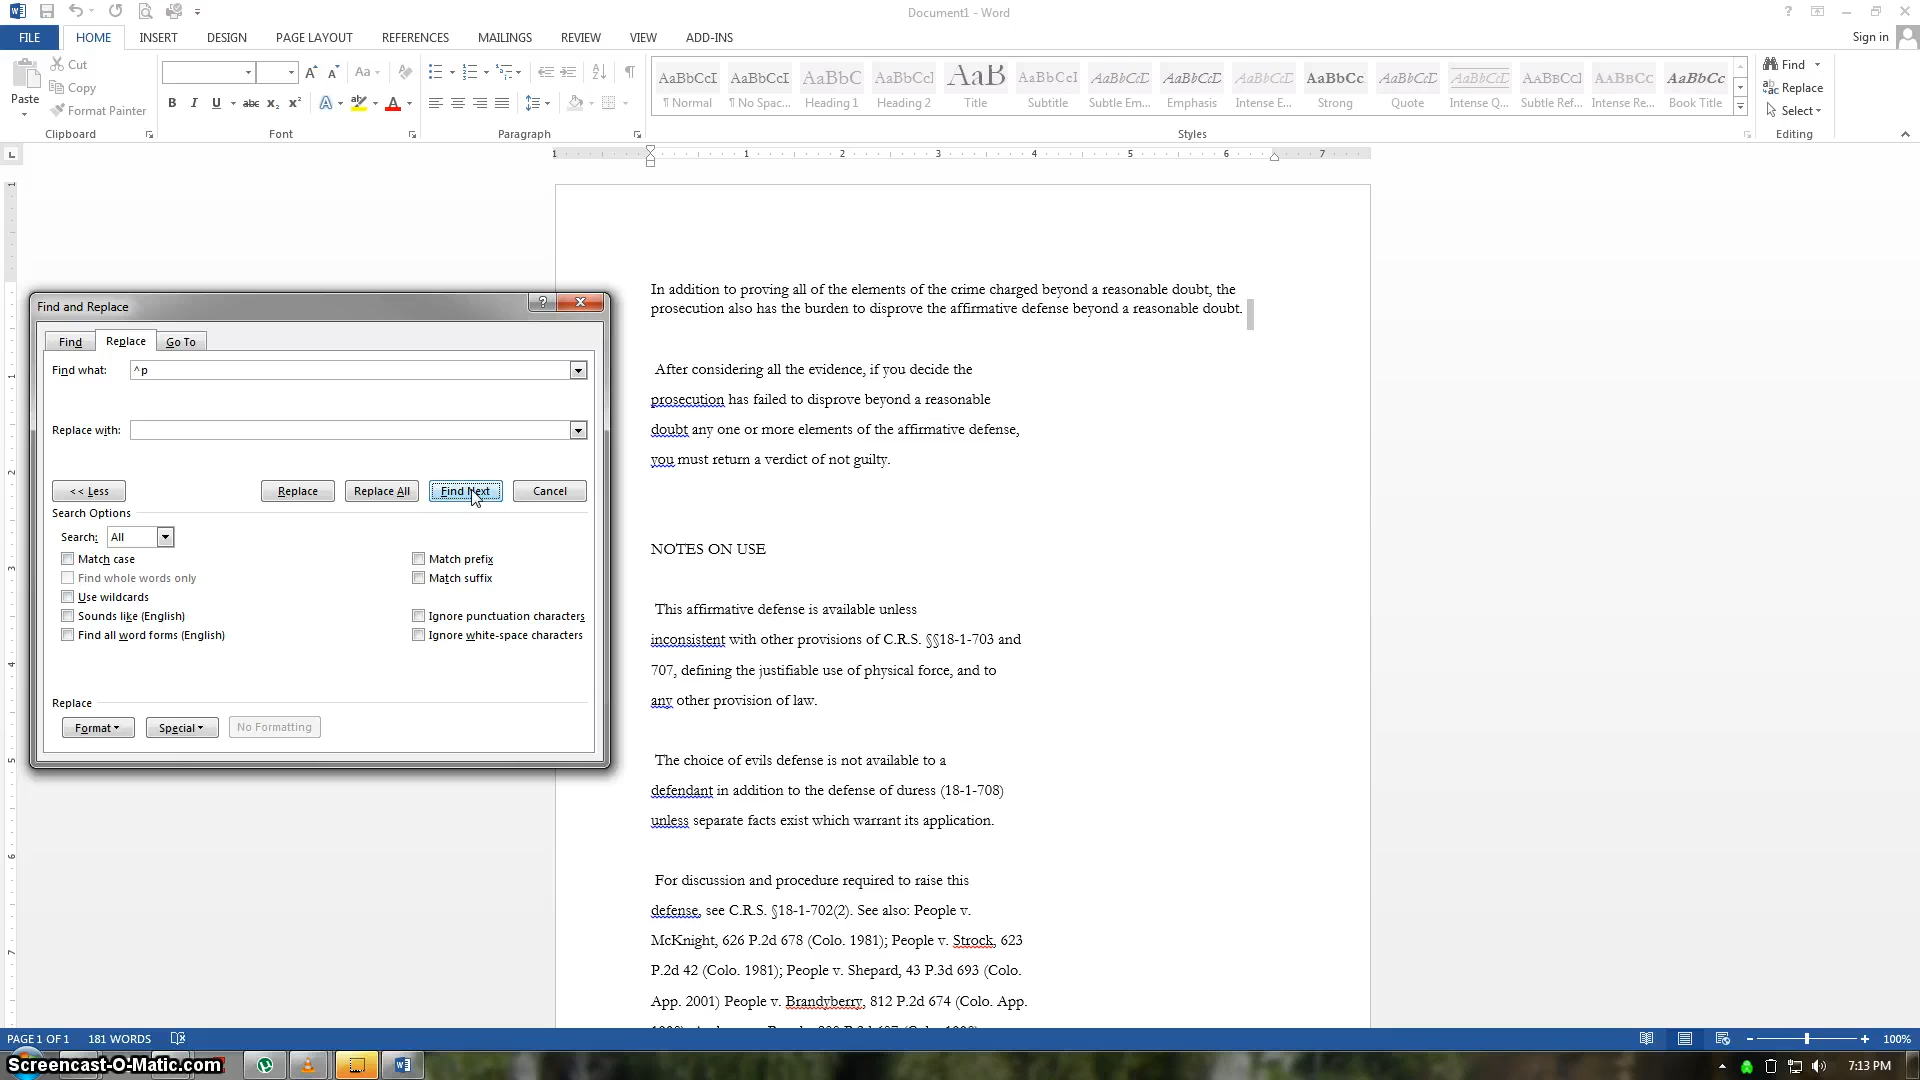 Document1 - Word
FILE HOME INSERT DESIGN PAGE LAYOUT REFERENCES MAILINGS REVIEW VIEW ADD-INS Sign in
Paste Cut Copy Format Painter
Clipboard Font Paragraph Styles Editing
AaBbCcI AaBbCcI AaBbC AaBbCcI AaB AaBbCcI AaBbCcD AaBbCcD AaBbCcD AaBbCc AaBbCcD AaBbCcD AaBbCcD AaBbCc AaBbCc
¶ Normal ¶ No Spac... Heading 1 Heading 2 Title Subtitle Subtle Em... Emphasis Intense E... Strong Quote Intense Q... Subtle Ref... Intense Re... Book Title
Find
Replace
Select
1 1 2 3 4 5 6 7
Find and Replace
Find Replace Go To
Find what: ^p
Replace with:
<< Less Replace Replace All Find Next Cancel
Search Options
Search: All
Match case Match prefix
Find whole words only Match suffix
Use wildcards
Sounds like (English) Ignore punctuation characters
Find all word forms (English) Ignore white-space characters
Replace
Format Special No Formatting
In addition to proving all of the elements of the crime charged beyond a reasonable doubt, the
prosecution also has the burden to disprove the affirmative defense beyond a reasonable doubt.
After considering all the evidence, if you decide the
prosecution has failed to disprove beyond a reasonable
doubt any one or more elements of the affirmative defense,
you must return a verdict of not guilty.
NOTES ON USE
This affirmative defense is available unless
inconsistent with other provisions of C.R.S. §§18-1-703 and
707, defining the justifiable use of physical force, and to
any other provision of law.
The choice of evils defense is not available to a
defendant in addition to the defense of duress (18-1-708)
unless separate facts exist which warrant its application.
For discussion and procedure required to raise this
defense, see C.R.S. §18-1-702(2). See also: People v.
McKnight, 626 P.2d 678 (Colo. 1981); People v. Strock, 623
P.2d 42 (Colo. 1981); People v. Shepard, 43 P.3d 693 (Colo.
App. 2001) People v. Brandyberry, 812 P.2d 674 (Colo. App.
PAGE 1 OF 1 181 WORDS 100%
Screencast-O-Matic.com 7:13 PM